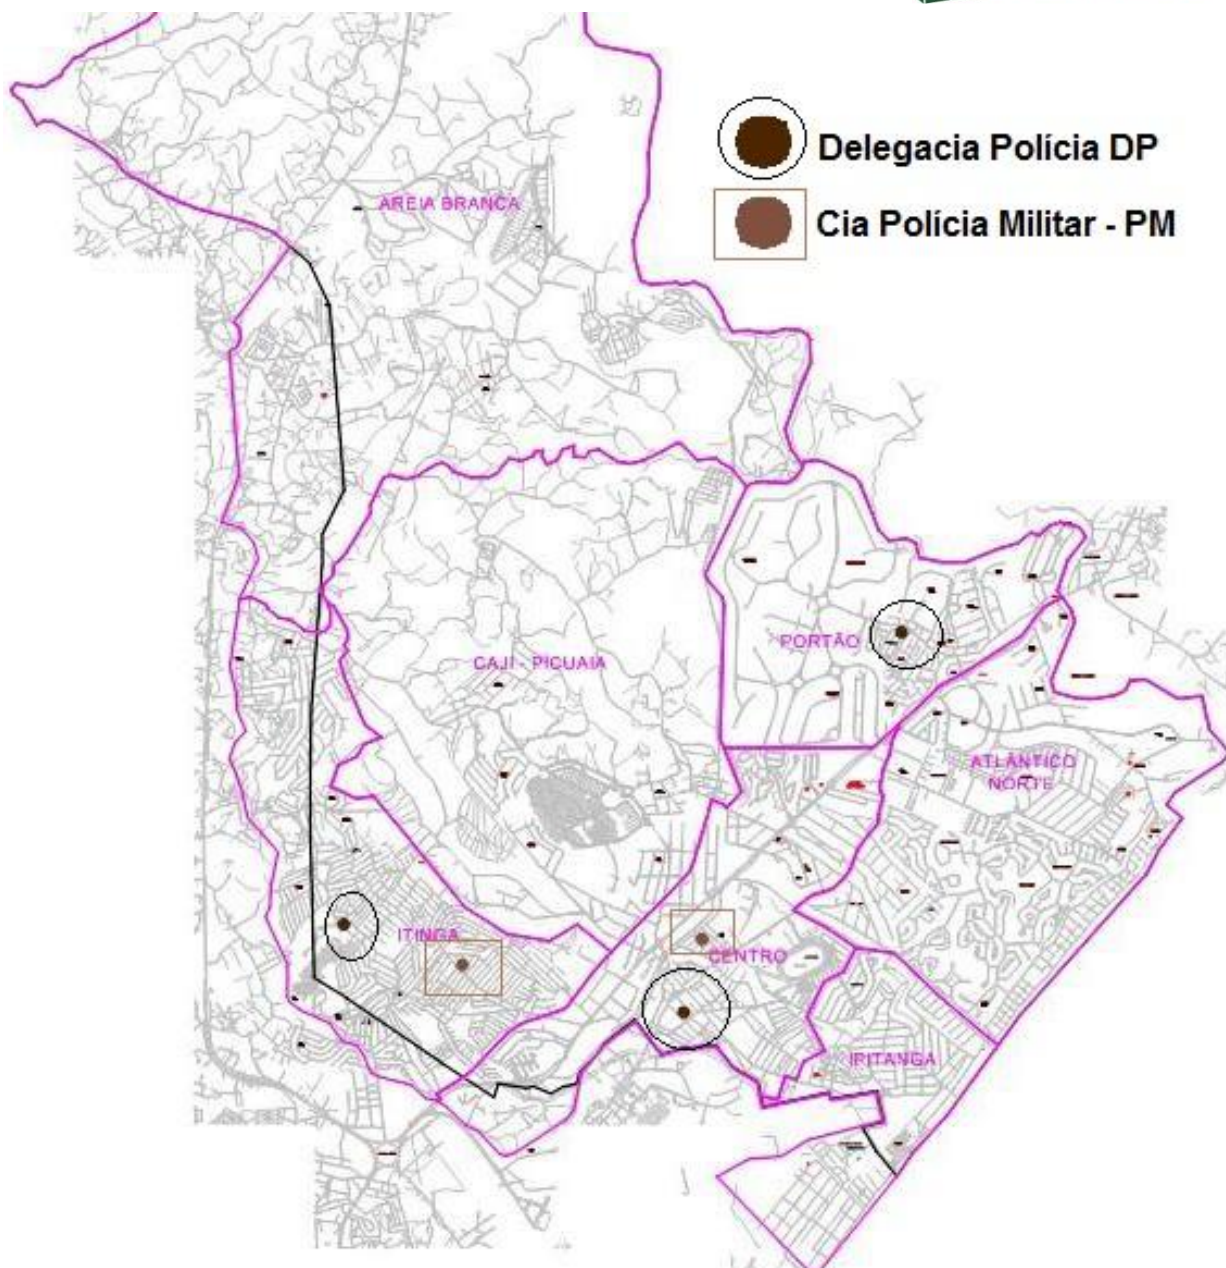 Delegacia Polícia DP
Cia Polícia Militar - PM
AREIA BRANCA
PORTÃO
CAJI - PICUAIA
ATLÂNTICO
NORTE
ITINGA
CENTRO
IPITANGA